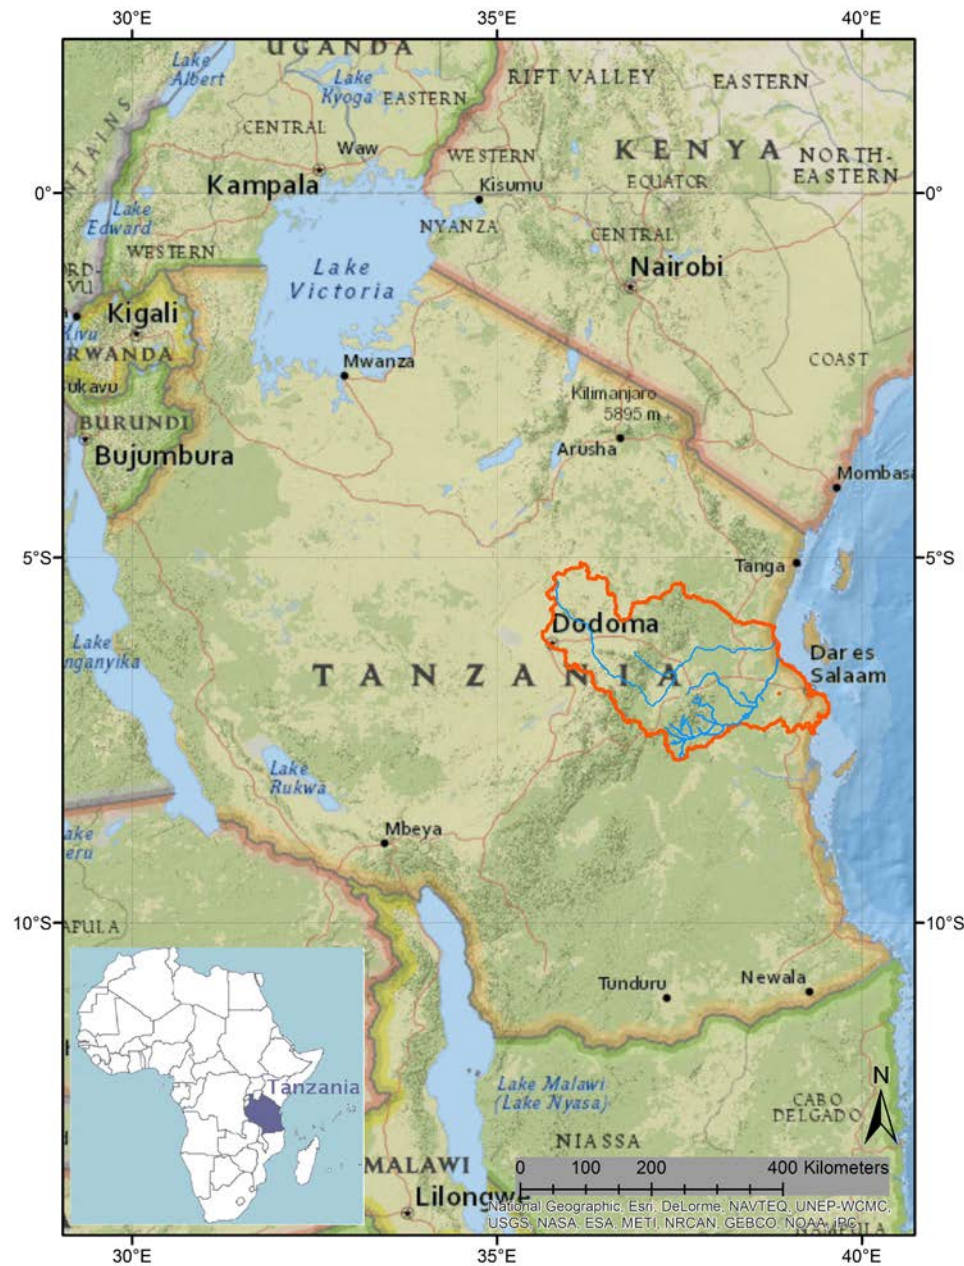 30°E
35°E
40°E
UGANDA
Lake
Albert
Lake
Kyoga
EASTERN
RIFT VALLEY
EASTERN
CENTRAL
Waw
WESTERN
KENYA
NORTH-
EASTERN
0°
Kampala
Kisumu
EQUATOR
0°
Lake
Edward
NYANZA
CENTRAL
WESTERN
Lake
Victoria
Nairobi
Kigali
RWANDA
Mwanza
COAST
ukavu
Kilimanjaro
5895 m
BURUNDI
Bujumbura
Arusha
Mombasa
5°S
Tanga
5°S
Dodoma
Lake
nganyika
TANZANIA
Dar es
Salaam
Lake
Rukwa
Mbeya
ake
eru
10°S
10°S
Tunduru
Newala
Tanzania
Lake Malawi
(Lake Nyasa)
N
CABO
DELGADO
NIASSA
MALAWI
0 100 200 400 Kilometers
Lilongwe
National Geographic, Esri, DeLorme, NAVTEQ, UNEP-WCMC,
USGS, NASA, ESA, METI, NRCAN, GEBCO, NOAA, iPC
30°E
35°E
40°E